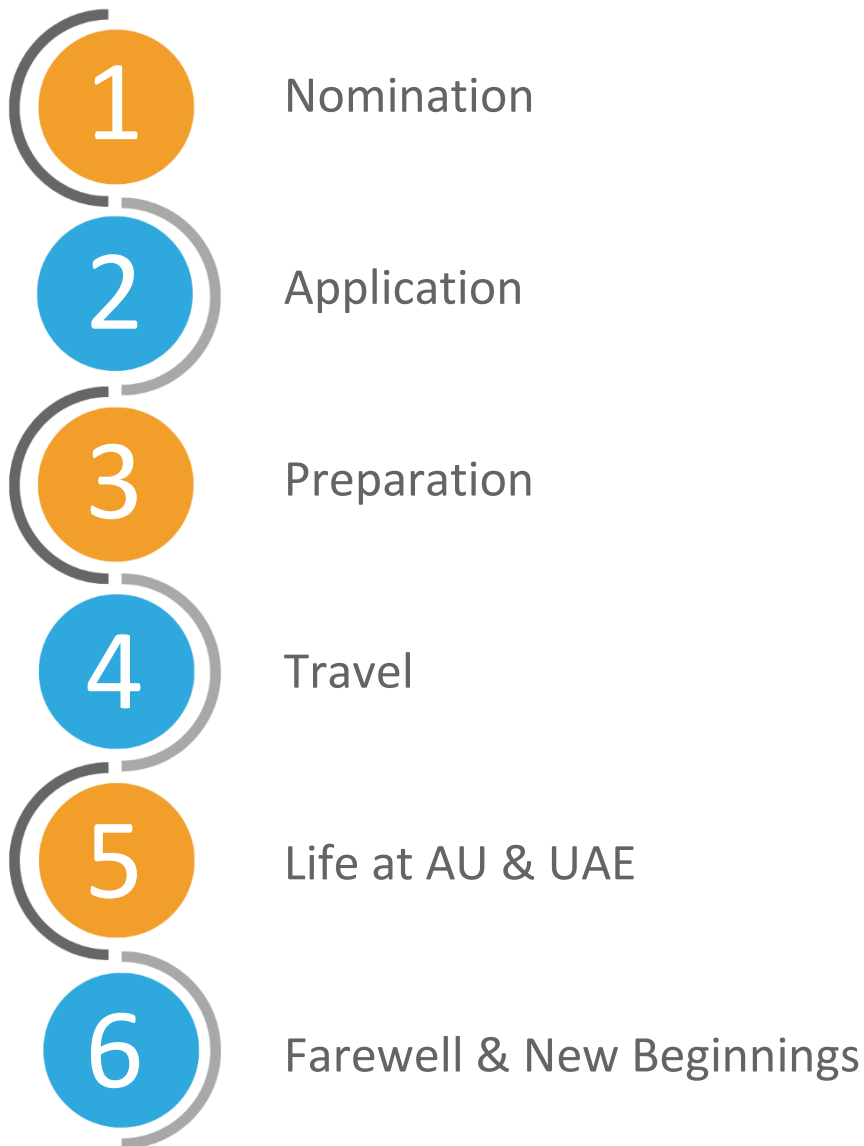 1 Nomination
2 Application
3 Preparation
4 Travel
5 Life at AU & UAE
6 Farewell & New Beginnings